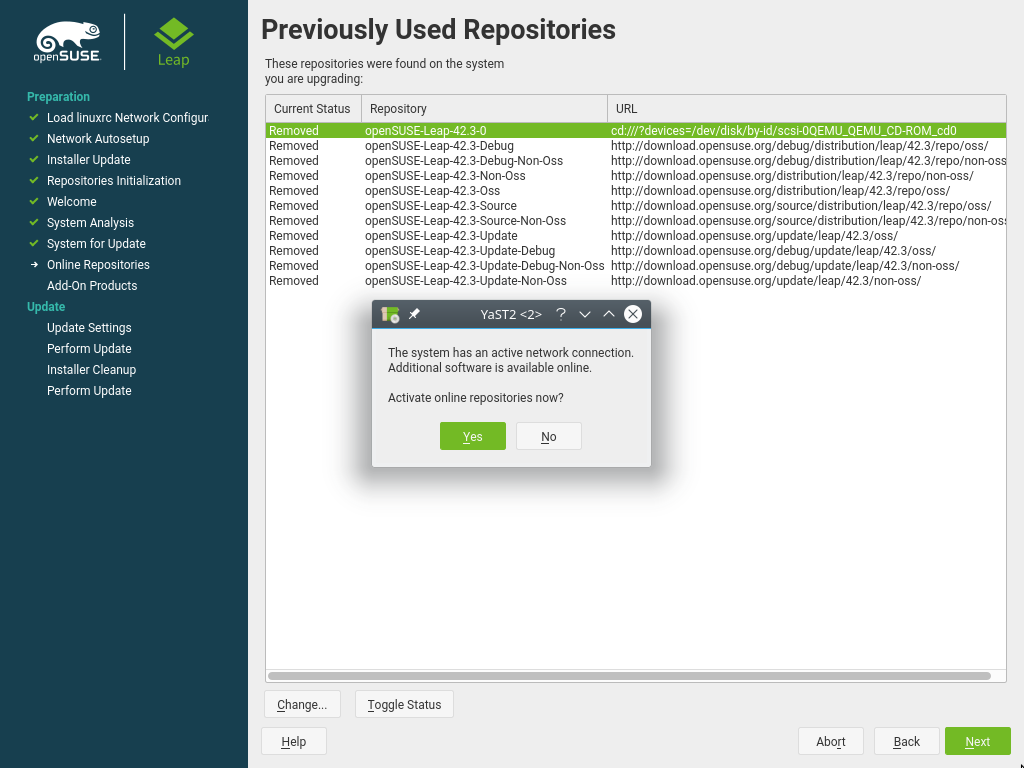 openSUSE
Leap
Preparation
Load linuxrc Network Configur
Network Autosetup
Installer Update
Repositories Initialization
Welcome
System Analysis
System for Update
Online Repositories
Add-On Products
Update
Update Settings
Perform Update
Installer Cleanup
Perform Update
Previously Used Repositories
These repositories were found on the system
you are upgrading:
Current Status Repository URL
Removed openSUSE-Leap-42.3-0 cd:///?devices=/dev/disk/by-id/scsi-0QEMU_QEMU_CD-ROM_cd0
Removed openSUSE-Leap-42.3-Debug http://download.opensuse.org/debug/distribution/leap/42.3/repo/oss/
Removed openSUSE-Leap-42.3-Debug-Non-Oss http://download.opensuse.org/debug/distribution/leap/42.3/repo/non-oss
Removed openSUSE-Leap-42.3-Non-Oss http://download.opensuse.org/distribution/leap/42.3/repo/non-oss/
Removed openSUSE-Leap-42.3-Oss http://download.opensuse.org/distribution/leap/42.3/repo/oss/
Removed openSUSE-Leap-42.3-Source http://download.opensuse.org/source/distribution/leap/42.3/repo/oss/
Removed openSUSE-Leap-42.3-Source-Non-Oss http://download.opensuse.org/source/distribution/leap/42.3/repo/non-os
Removed openSUSE-Leap-42.3-Update http://download.opensuse.org/update/leap/42.3/oss/
Removed openSUSE-Leap-42.3-Update-Debug http://download.opensuse.org/debug/update/leap/42.3/oss/
Removed openSUSE-Leap-42.3-Update-Debug-Non-Oss http://download.opensuse.org/debug/update/leap/42.3/non-oss/
Removed openSUSE-Leap-42.3-Update-Non-Oss http://download.opensuse.org/update/leap/42.3/non-oss/
YaST2 <2> ?
The system has an active network connection.
Additional software is available online.
Activate online repositories now?
Yes No
Change... Toggle Status
Help Abort Back Next